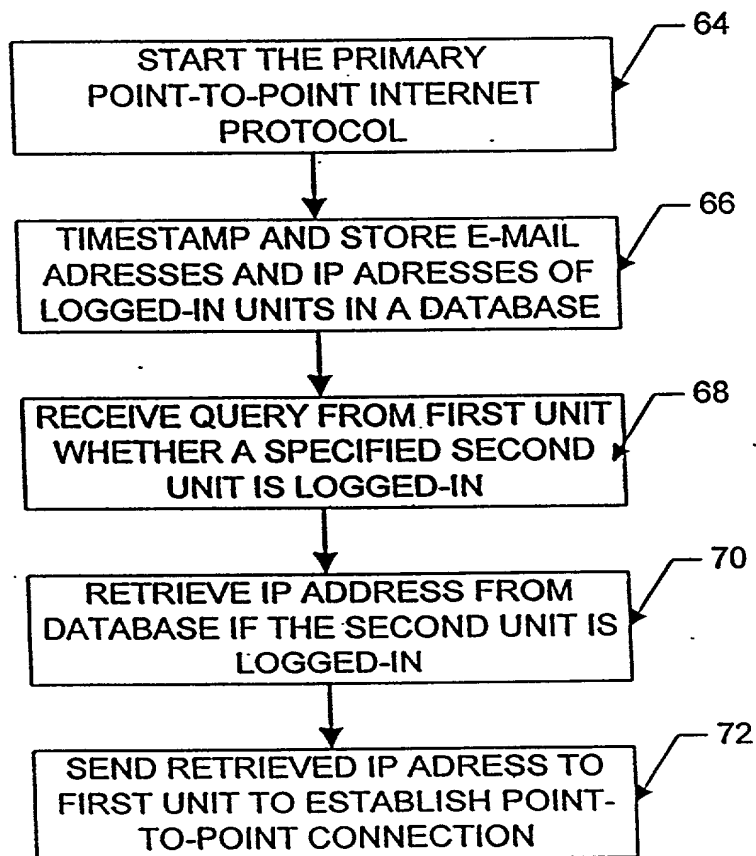 64
START THE PRIMARY
POINT-TO-POINT INTERNET
PROTOCOL
66
TIMESTAMP AND STORE E-MAIL
ADRESSES AND IP ADRESSES OF
LOGGED-IN UNITS IN A DATABASE
68
RECEIVE QUERY FROM FIRST UNIT
WHETHER A SPECIFIED SECOND
UNIT IS LOGGED-IN
70
RETRIEVE IP ADDRESS FROM
DATABASE IF THE SECOND UNIT IS
LOGGED-IN
72
SEND RETRIEVED IP ADRESS TO
FIRST UNIT TO ESTABLISH POINT-
TO-POINT CONNECTION